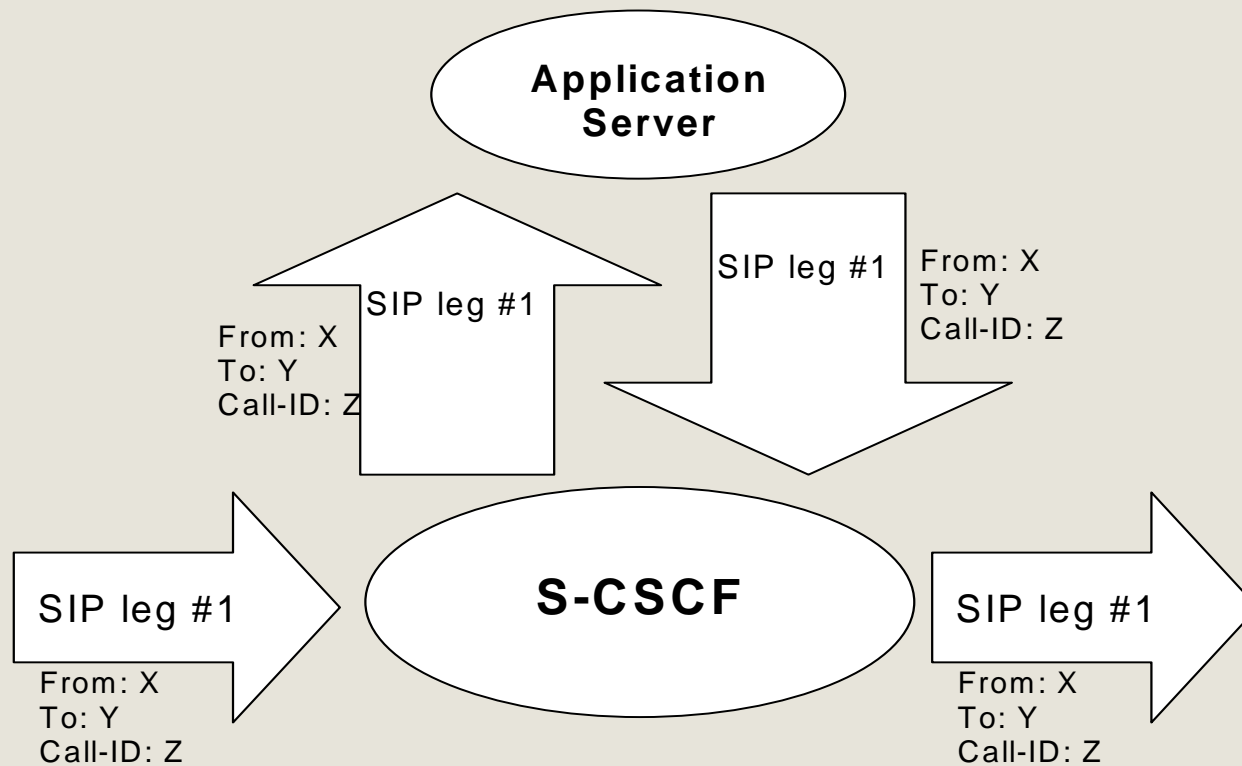 Application
Server
SIP leg #1
From: X
To: Y
Call-ID: Z
SIP leg #1
From: X
To: Y
Call-ID: Z
SIP leg #1
From: X
To: Y
Call-ID: Z
S-CSCF
SIP leg #1
From: X
To: Y
Call-ID: Z